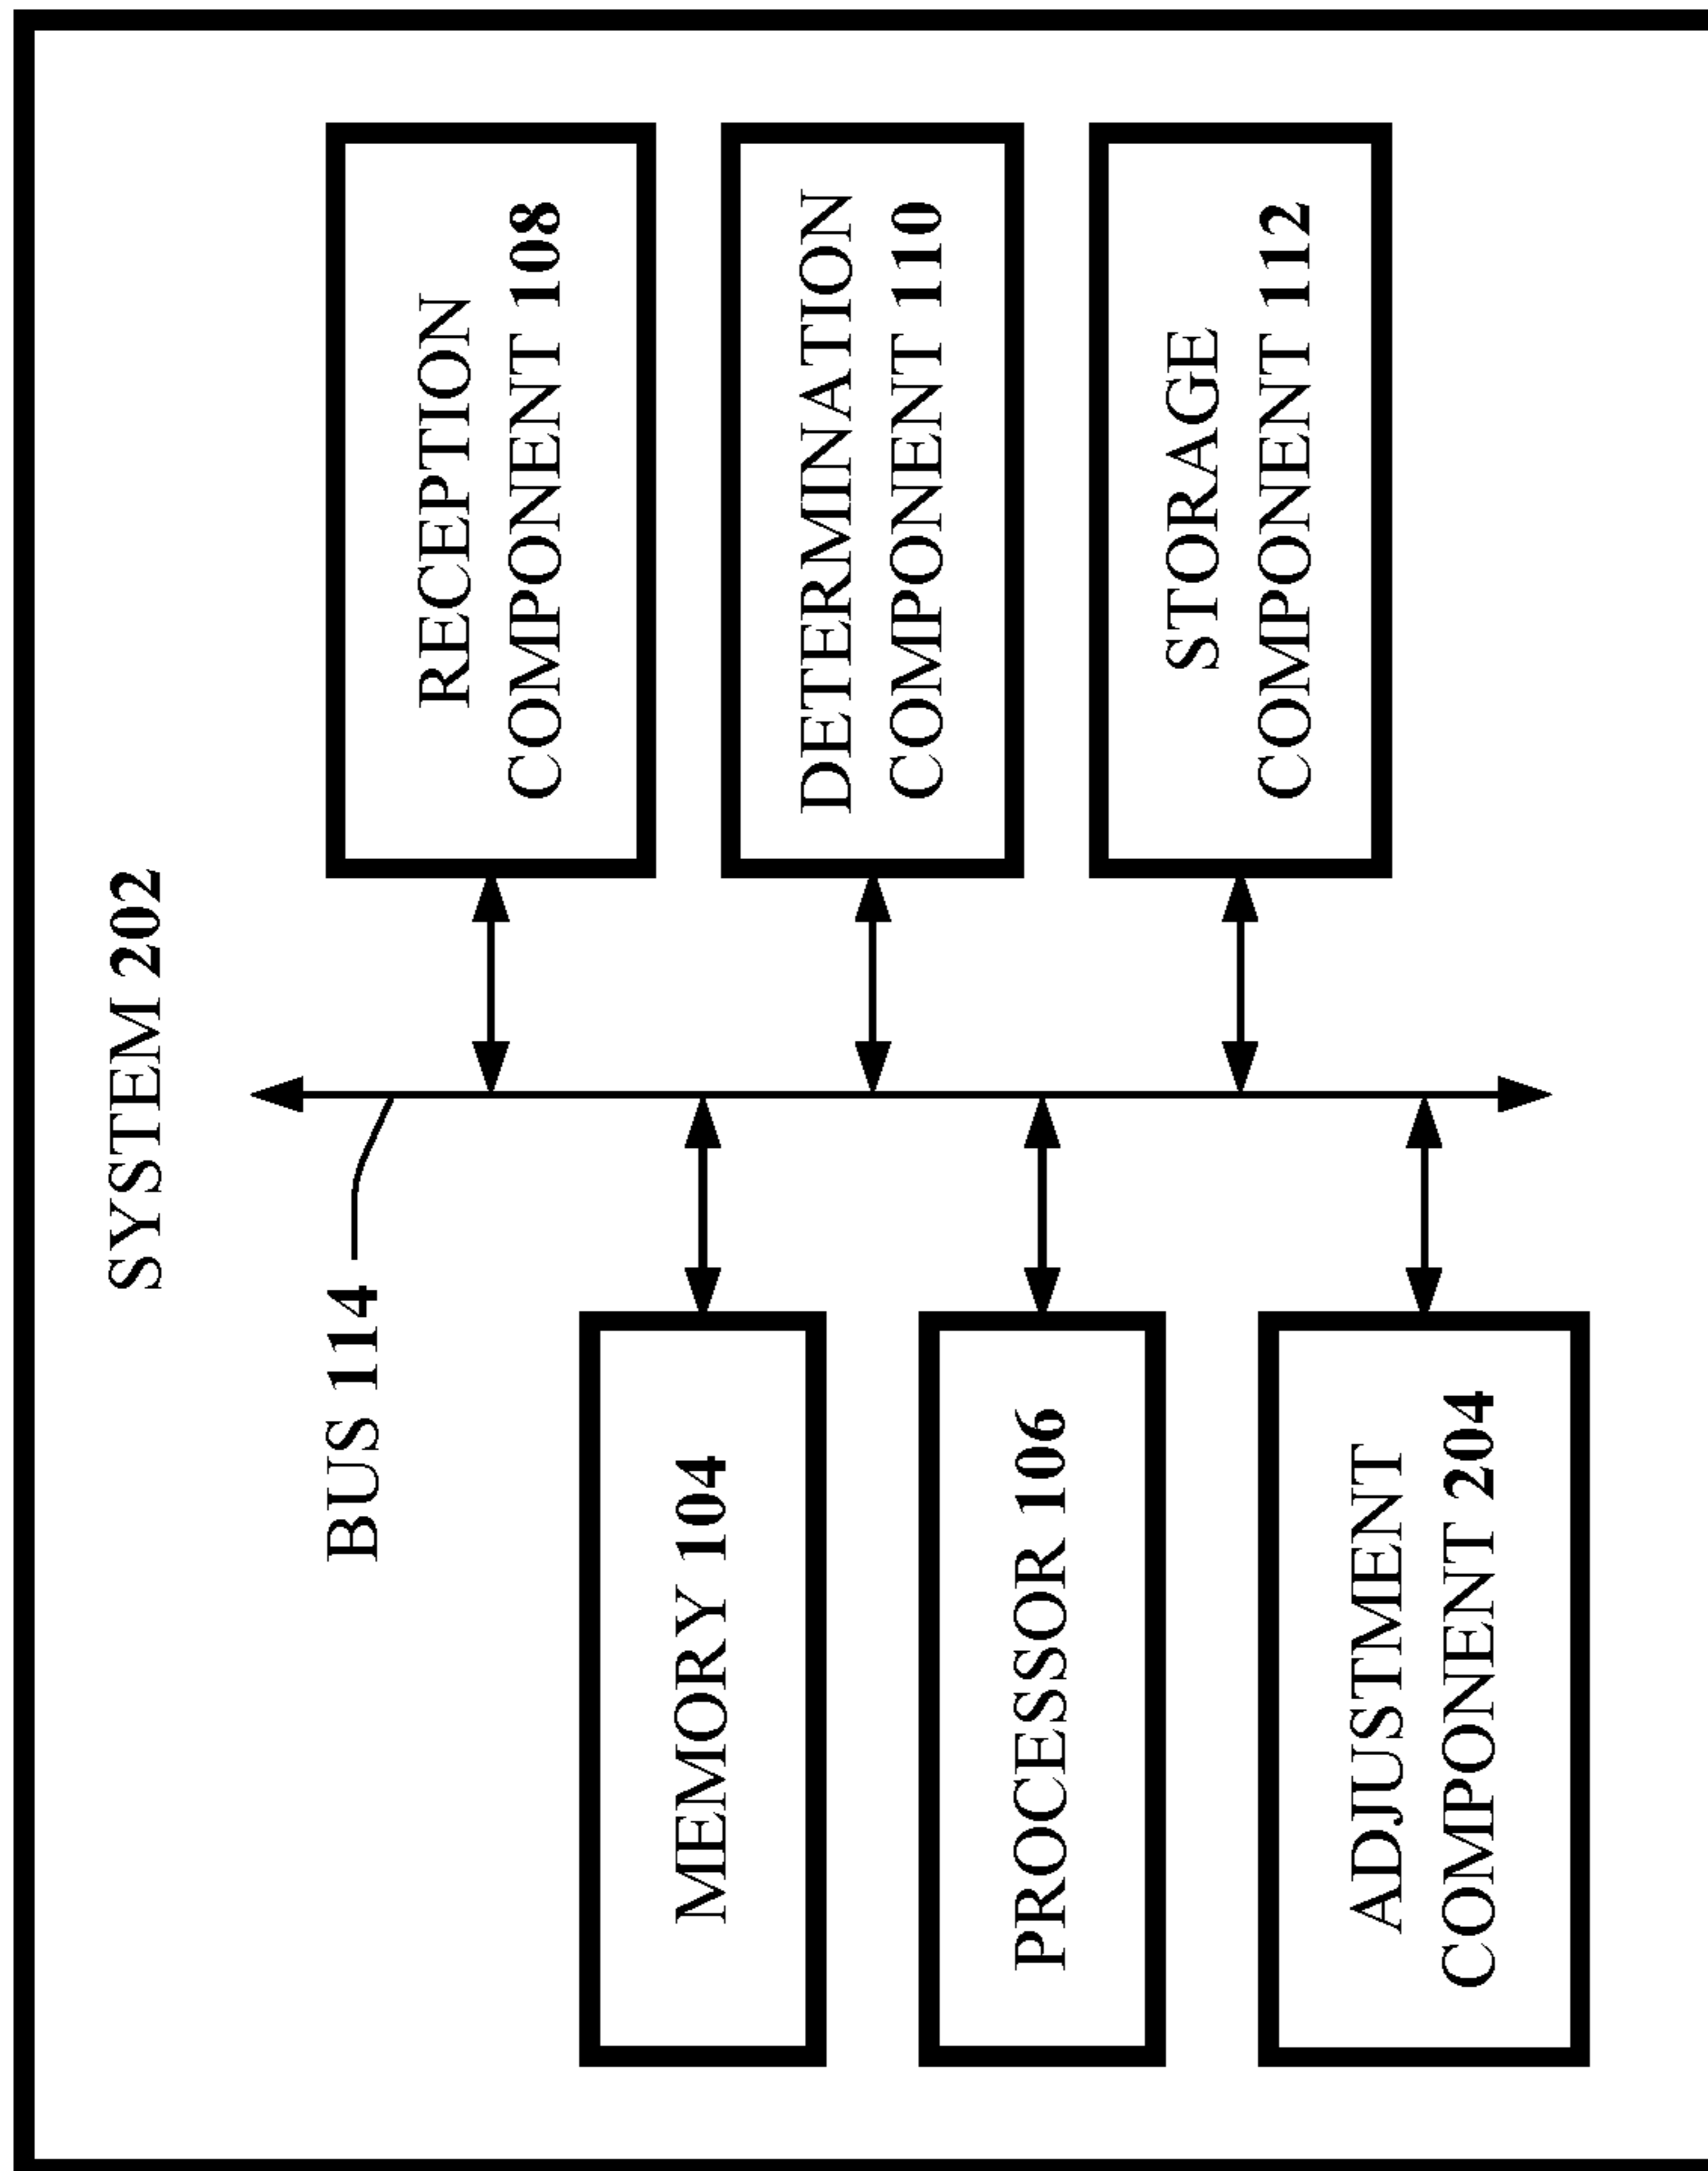 SYSTEM 202
BUS 114
MEMORY 104
PROCESSOR 106
ADJUSTMENT
COMPONENT 204
RECEPTION
COMPONENT 108
DETERMINATION
COMPONENT 110
STORAGE
COMPONENT 112